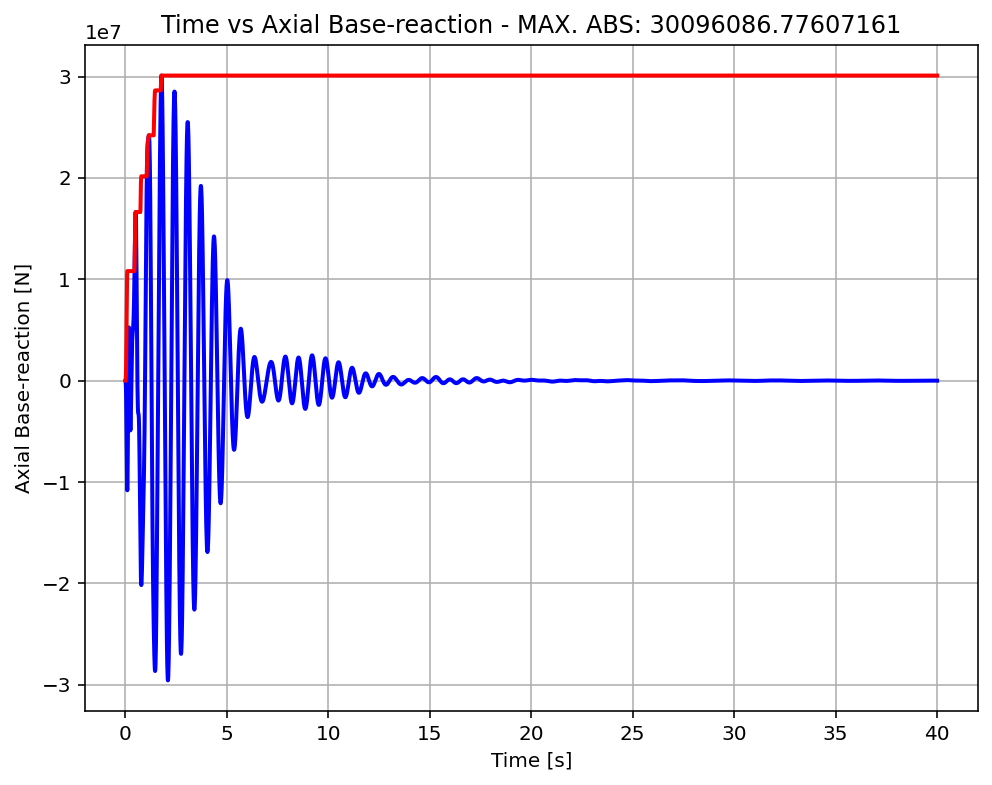 Time vs Axial Base-reaction - MAX. ABS: 30096086.77607161
1e7
3
2
1
0
−1
−2
−3
Axial Base-reaction [N]
0 5 10 15 20 25 30 35 40
Time [s]